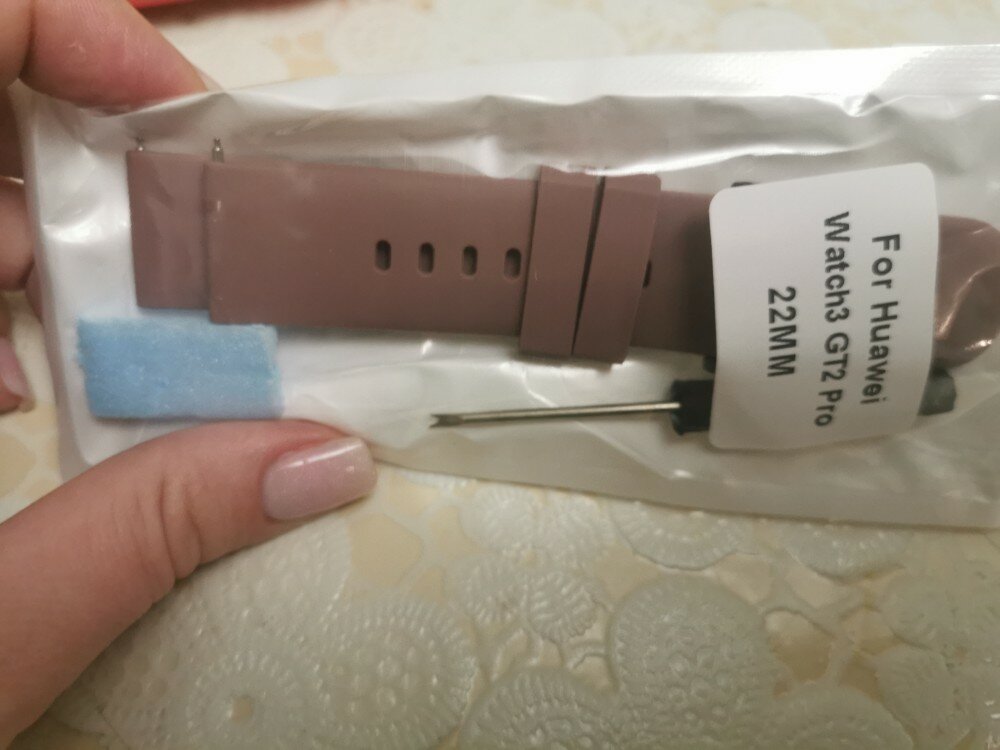 For Huawei
Watch3 GT2 Pro
22MM